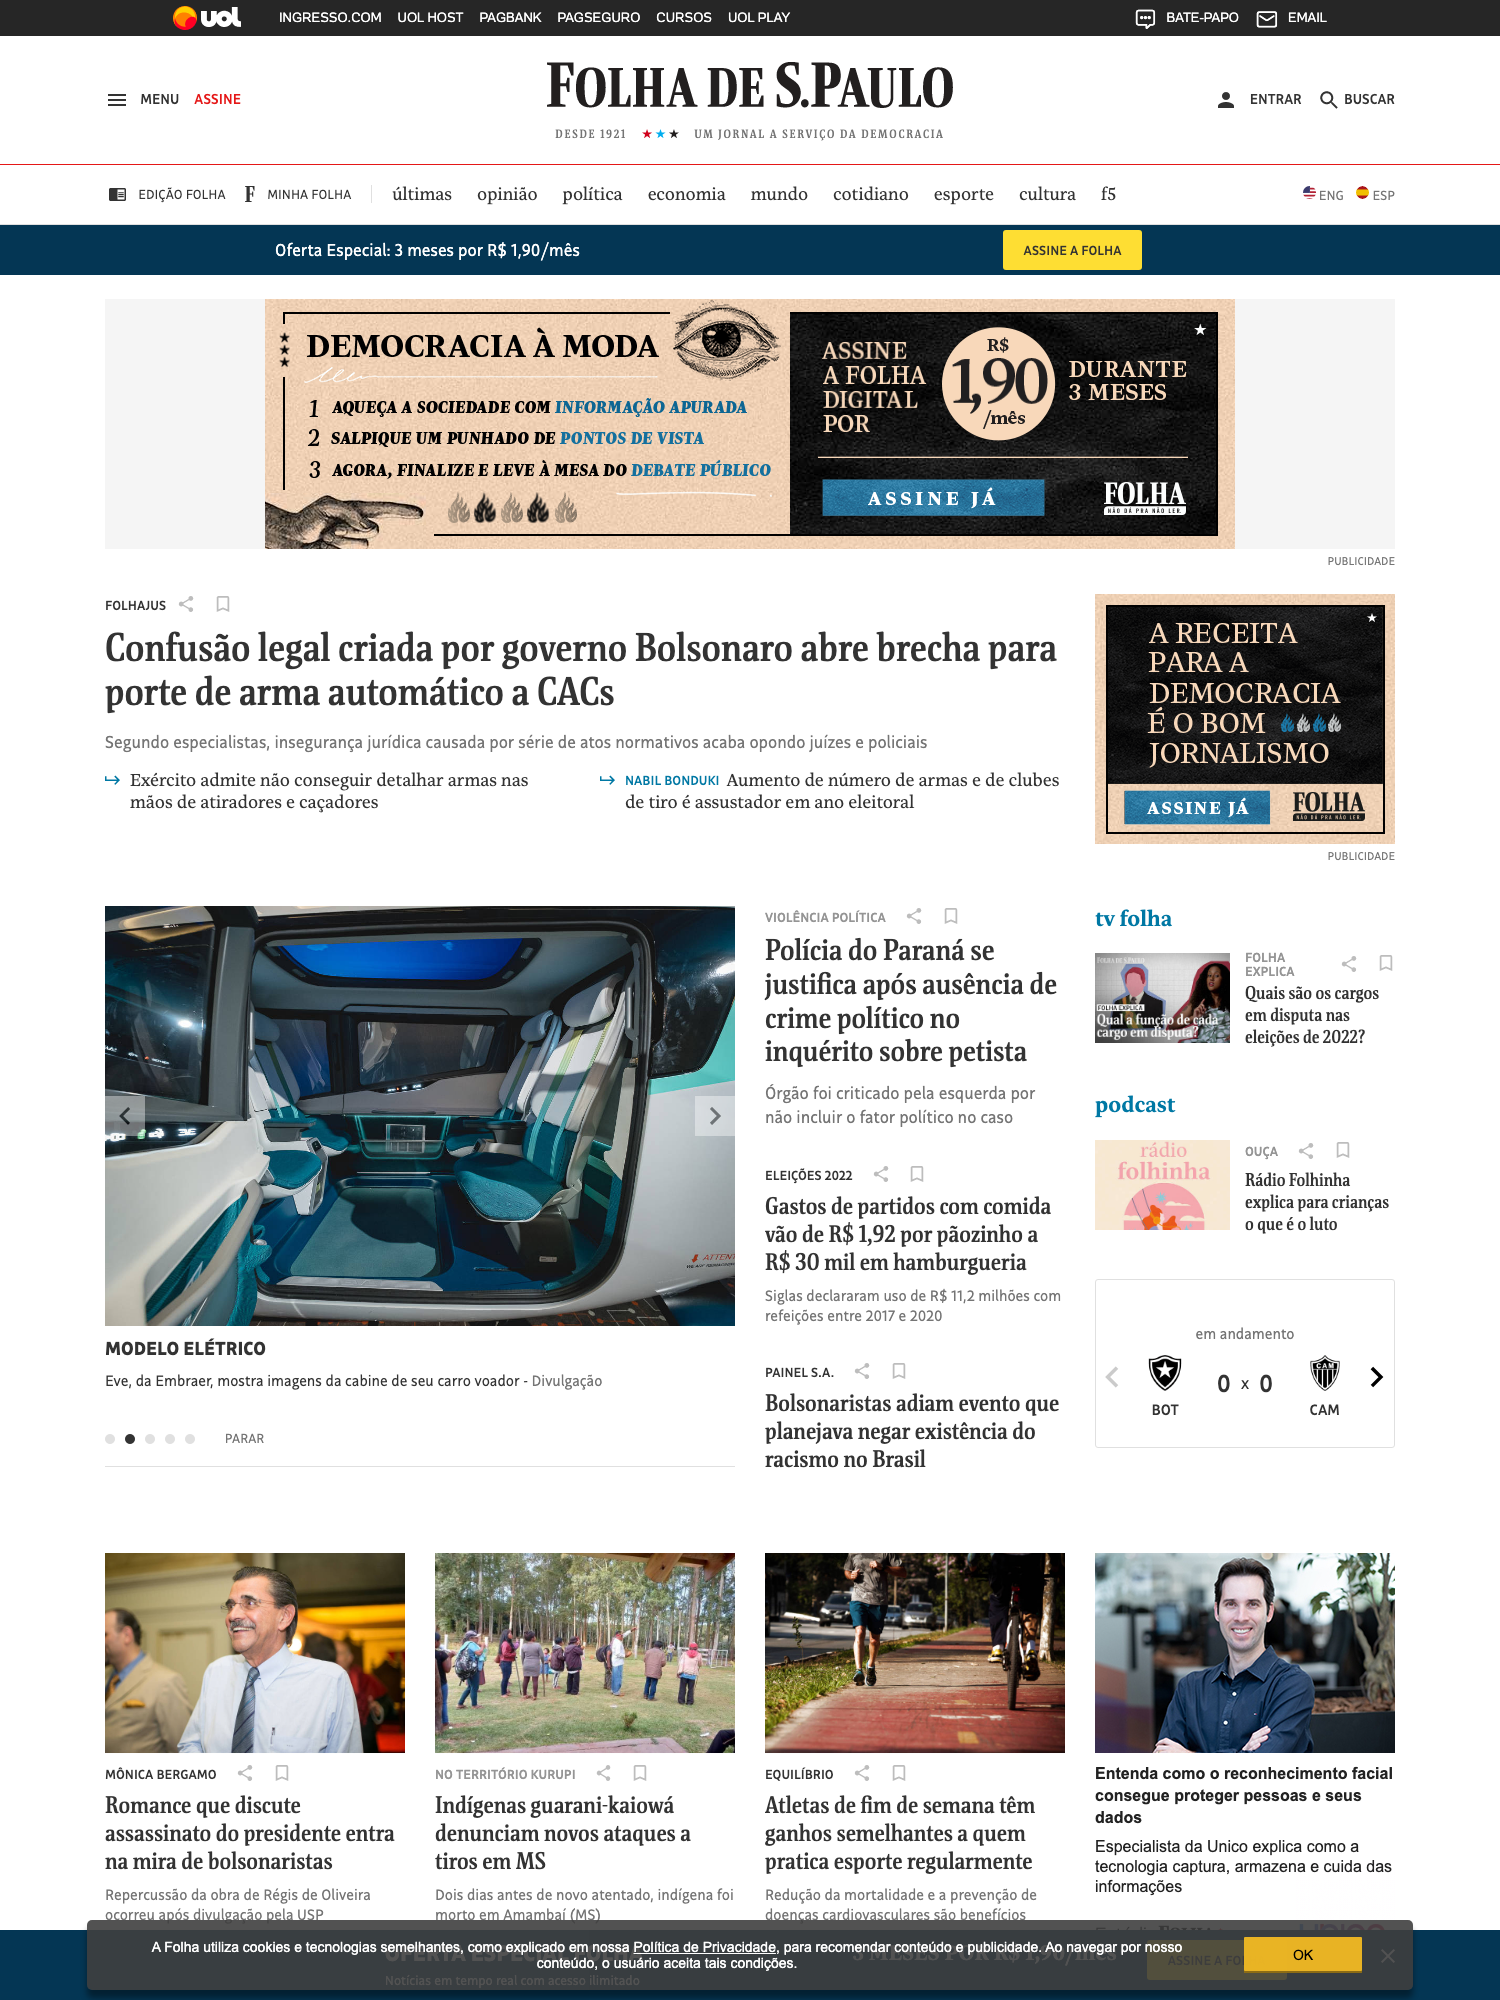 uol INGRESSO.COM UOL HOST PAGBANK PAGSEGURO CURSOS UOL PLAY BATE-PAPO EMAIL
MENU ASSINE
FOLHA DE S.PAULO
ENTRAR BUSCAR
DESDE 1921 ★★★ UM JORNAL A SERVIÇO DA DEMOCRACIA
EDIÇÃO FOLHA F MINHA FOLHA últimas opinião política economia mundo cotidiano esporte cultura f5 ENG ESP
Oferta Especial: 3 meses por R$ 1,90/mês
ASSINE A FOLHA
DEMOCRACIA À MODA
1 AQUEÇA A SOCIEDADE COM INFORMAÇÃO APURADA
2 SALPIQUE UM PUNHADO DE PONTOS DE VISTA
3 AGORA, FINALIZE E LEVE À MESA DO DEBATE PÚBLICO
ASSINE
A FOLHA
DIGITAL
POR
R$
1,90
/mês
DURANTE
3 MESES
ASSINE JÁ
FOLHA
NÃO DÁ PRA NÃO LER.
PUBLICIDADE
FOLHAJUS
Confusão legal criada por governo Bolsonaro abre brecha para
porte de arma automático a CACs
Segundo especialistas, insegurança jurídica causada por série de atos normativos acaba opondo juízes e policiais
Exército admite não conseguir detalhar armas nas
mãos de atiradores e caçadores
NABIL BONDUKI Aumento de número de armas e de clubes
de tiro é assustador em ano eleitoral
A RECEITA
PARA A
DEMOCRACIA
É O BOM
JORNALISMO
ASSINE JÁ
FOLHA
NÃO DÁ PRA NÃO LER.
PUBLICIDADE
ATTENT
MODELO ELÉTRICO
Eve, da Embraer, mostra imagens da cabine de seu carro voador - Divulgação
PARAR
VIOLÊNCIA POLÍTICA
Polícia do Paraná se
justifica após ausência de
crime político no
inquérito sobre petista
Órgão foi criticado pela esquerda por
não incluir o fator político no caso
ELEIÇÕES 2022
Gastos de partidos com comida
vão de R$ 1,92 por pãozinho a
R$ 30 mil em hamburgueria
Siglas declararam uso de R$ 11,2 milhões com
refeições entre 2017 e 2020
PAINEL S.A.
Bolsonaristas adiam evento que
planejava negar existência do
racismo no Brasil
tv folha
FOLHA DE S.PAULO
FOLHA EXPLICA
Qual a função de cada
cargo em disputa?
FOLHA
EXPLICA
Quais são os cargos
em disputa nas
eleições de 2022?
podcast
rádio
folhinha
OUÇA
Rádio Folhinha
explica para crianças
o que é o luto
em andamento
CAM
0 x 0
BOT CAM
MÔNICA BERGAMO
Romance que discute
assassinato do presidente entra
na mira de bolsonaristas
Repercussão da obra de Régis de Oliveira
ocorreu após divulgação pela USP
NO TERRITÓRIO KURUPI
Indígenas guarani-kaiowá
denunciam novos ataques a
tiros em MS
Dois dias antes de novo atentado, indígena foi
morto em Amambaí (MS)
EQUILÍBRIO
Atletas de fim de semana têm
ganhos semelhantes a quem
pratica esporte regularmente
Redução da mortalidade e a prevenção de
doenças cardiovasculares são benefícios
Entenda como o reconhecimento facial
consegue proteger pessoas e seus
dados
Especialista da Unico explica como a
tecnologia captura, armazena e cuida das
informações
A Folha utiliza cookies e tecnologias semelhantes, como explicado em nossa Política de Privacidade, para recomendar conteúdo e publicidade. Ao navegar por nosso
conteúdo, o usuário aceita tais condições.
OK
Notícias em tempo real com acesso ilimitado
ASSINE A FO